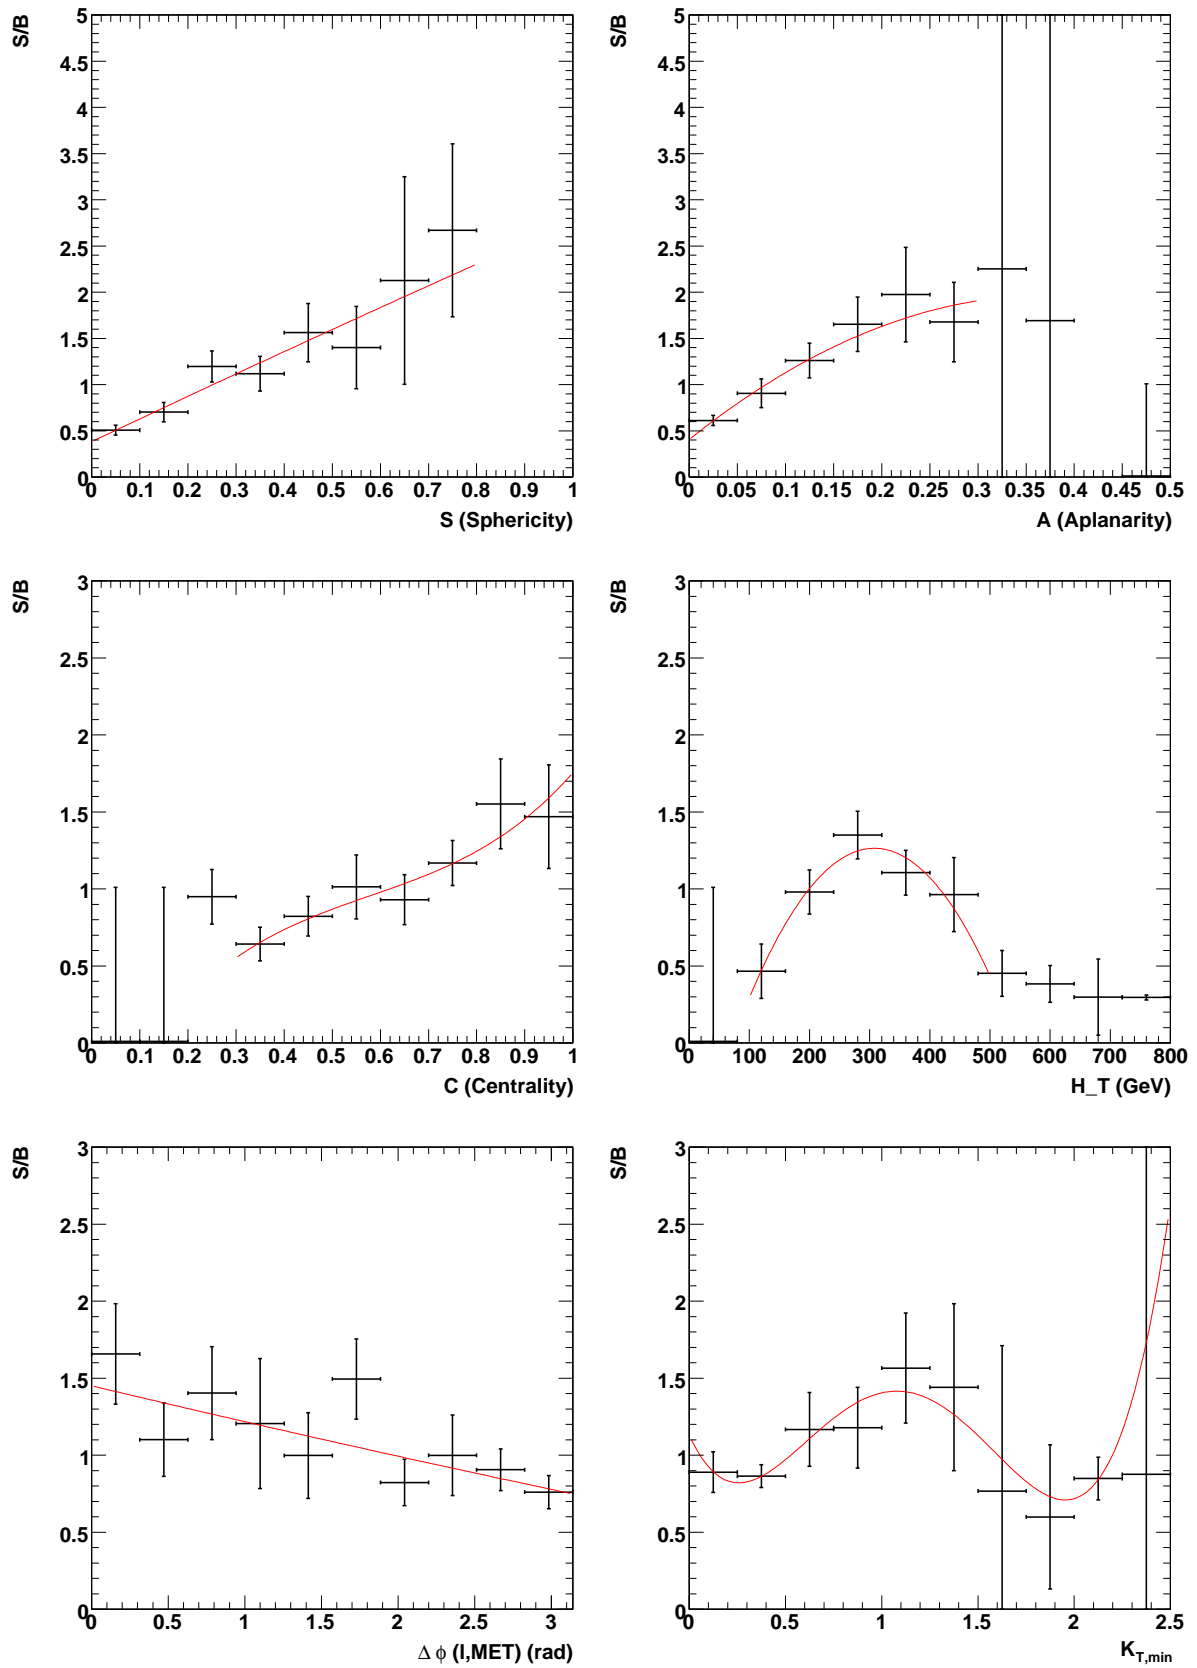 S/B
5
4.5
4
3.5
3
2.5
2
1.5
1
0.5
0
0 0.1 0.2 0.3 0.4 0.5 0.6 0.7 0.8 0.9 1
S (Sphericity)
S/B
5
4.5
4
3.5
3
2.5
2
1.5
1
0.5
0
0 0.05 0.1 0.15 0.2 0.25 0.3 0.35 0.4 0.45 0.5
A (Aplanarity)
S/B
3
2.5
2
1.5
1
0.5
0
0 0.1 0.2 0.3 0.4 0.5 0.6 0.7 0.8 0.9 1
C (Centrality)
S/B
3
2.5
2
1.5
1
0.5
0
0 100 200 300 400 500 600 700 800
H_T (GeV)
S/B
3
2.5
2
1.5
1
0.5
0
0 0.5 1 1.5 2 2.5 3
Δ ϕ (l,MET) (rad)
S/B
3
2.5
2
1.5
1
0.5
0
0 0.5 1 1.5 2 2.5
K_T,min